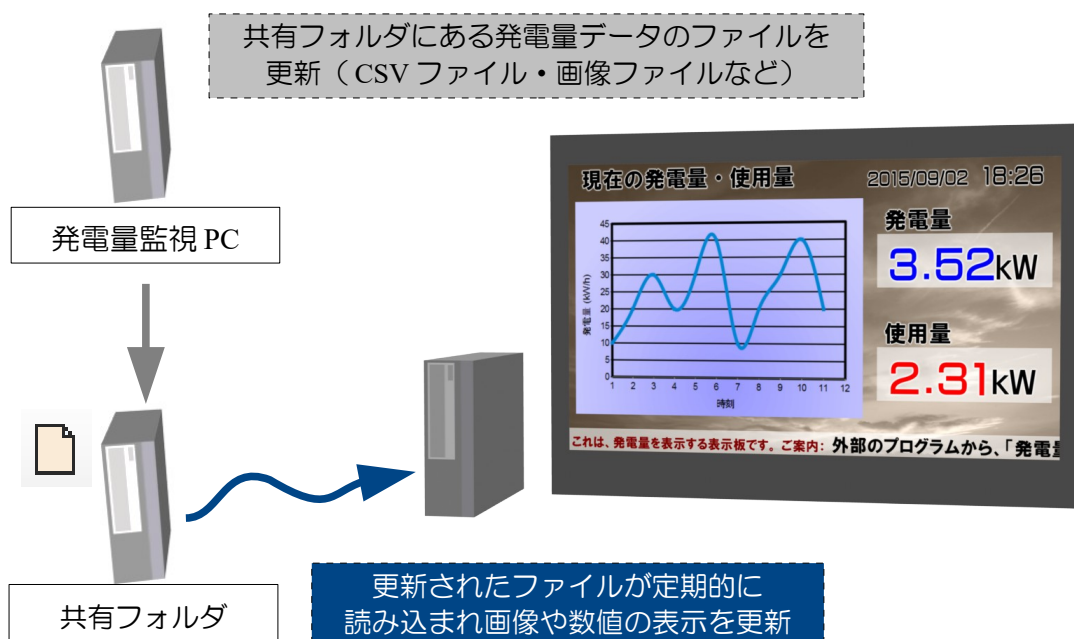 共有フォルダにある発電量データのファイルを
更新（CSVファイル・画像ファイルなど）
発電量監視 PC
現在の発電量・使用量
2015/09/02 18:26
発電量
3.52kW
使用量
2.31kW
発電量 (kW/h)
45
40
35
30
25
20
15
10
5
0
1 2 3 4 5 6 7 8 9 10 11 12
時刻
これは、発電量を表示する表示板です。ご案内: 外部のプログラムから、「発電量
共有フォルダ
更新されたファイルが定期的に
読み込まれ画像や数値の表示を更新